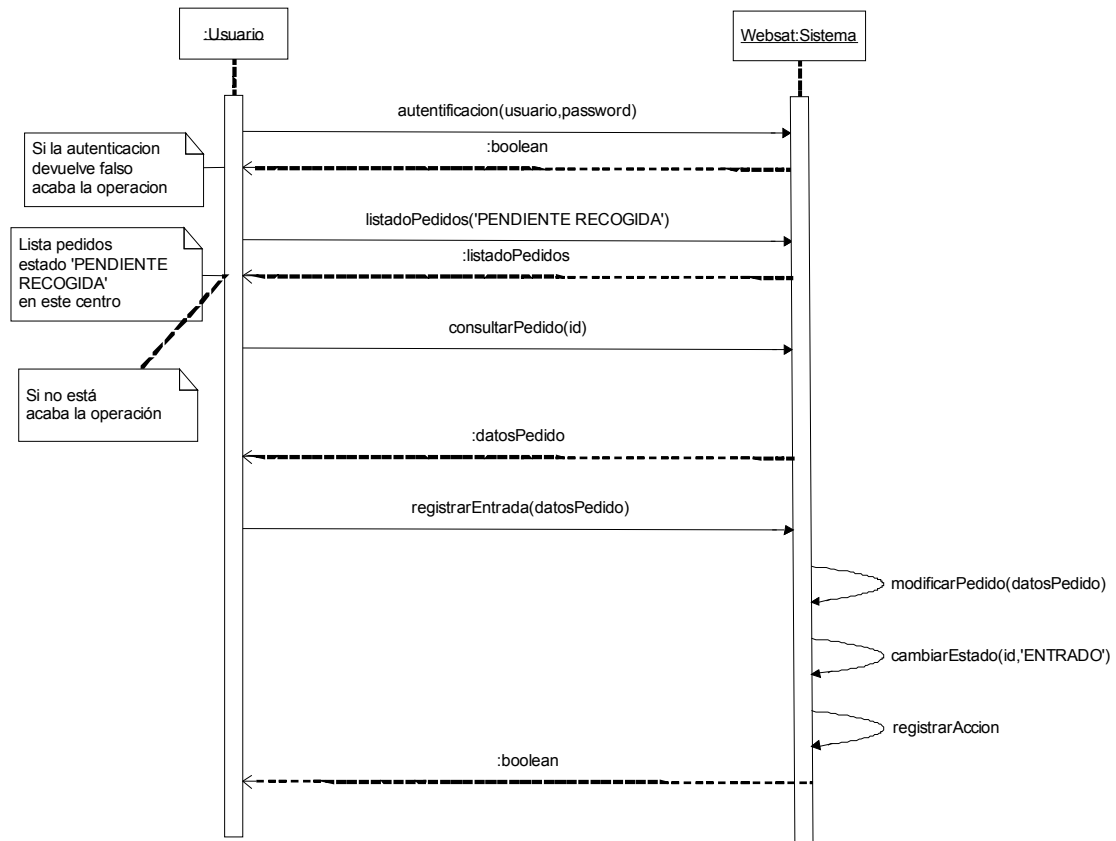 :Usuario
Websat:Sistema
autentificacion(usuario,password)
Si la autenticacion
devuelve falso
acaba la operacion
:boolean
listadoPedidos('PENDIENTE RECOGIDA')
Lista pedidos
estado 'PENDIENTE
RECOGIDA'
en este centro
:listadoPedidos
consultarPedido(id)
Si no está
acaba la operación
:datosPedido
registrarEntrada(datosPedido)
modificarPedido(datosPedido)
cambiarEstado(id,'ENTRADO')
registrarAccion
:boolean